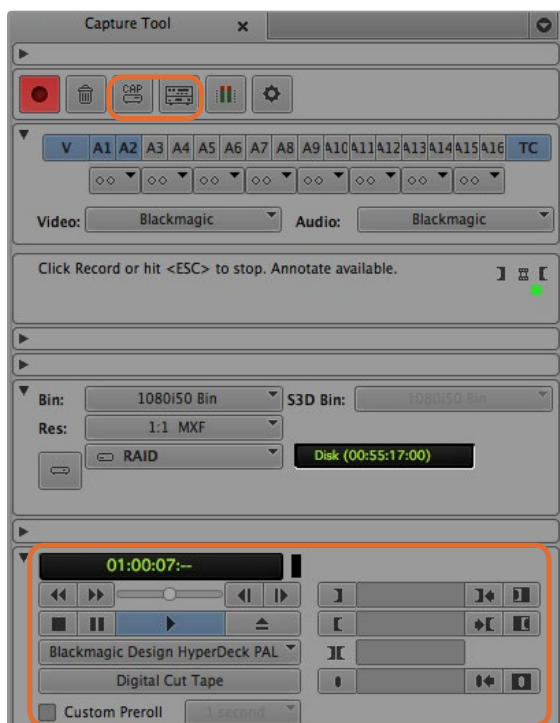 Capture Tool
CAP
V A1 A2 A3 A4 A5 A6 A7 A8 A9 A10 A11 A12 A13 A14 A15 A16 TC
Video: Blackmagic Audio: Blackmagic
Click Record or hit <ESC> to stop. Annotate available.
Bin: 1080i50 Bin S3D Bin: 1080i50 Bin
Res: 1:1 MXF
RAID Disk (00:55:17:00)
01:00:07:--
Blackmagic Design HyperDeck PAL
Digital Cut Tape
Custom Preroll 1 second